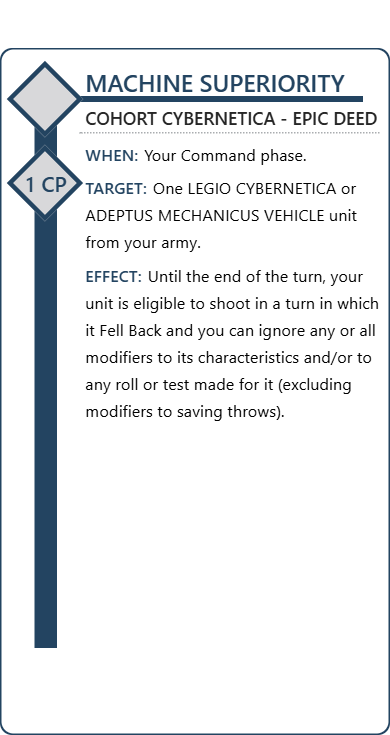 MACHINE SUPERIORITY
COHORT CYBERNETICA - EPIC DEED
1 CP
WHEN: Your Command phase.
TARGET: One LEGIO CYBERNETICA or
ADEPTUS MECHANICUS VEHICLE unit
from your army.
EFFECT: Until the end of the turn, your
unit is eligible to shoot in a turn in which
it Fell Back and you can ignore any or all
modifiers to its characteristics and/or to
any roll or test made for it (excluding
modifiers to saving throws).